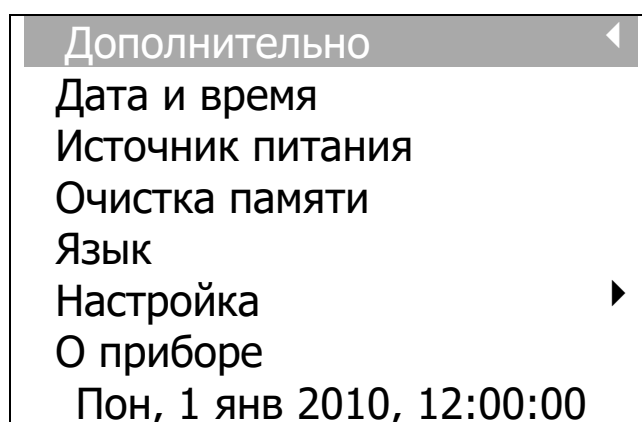 Дополнительно
Дата и время
Источник питания
Очистка памяти
Язык
Настройка
О приборе
Пон, 1 янв 2010, 12:00:00